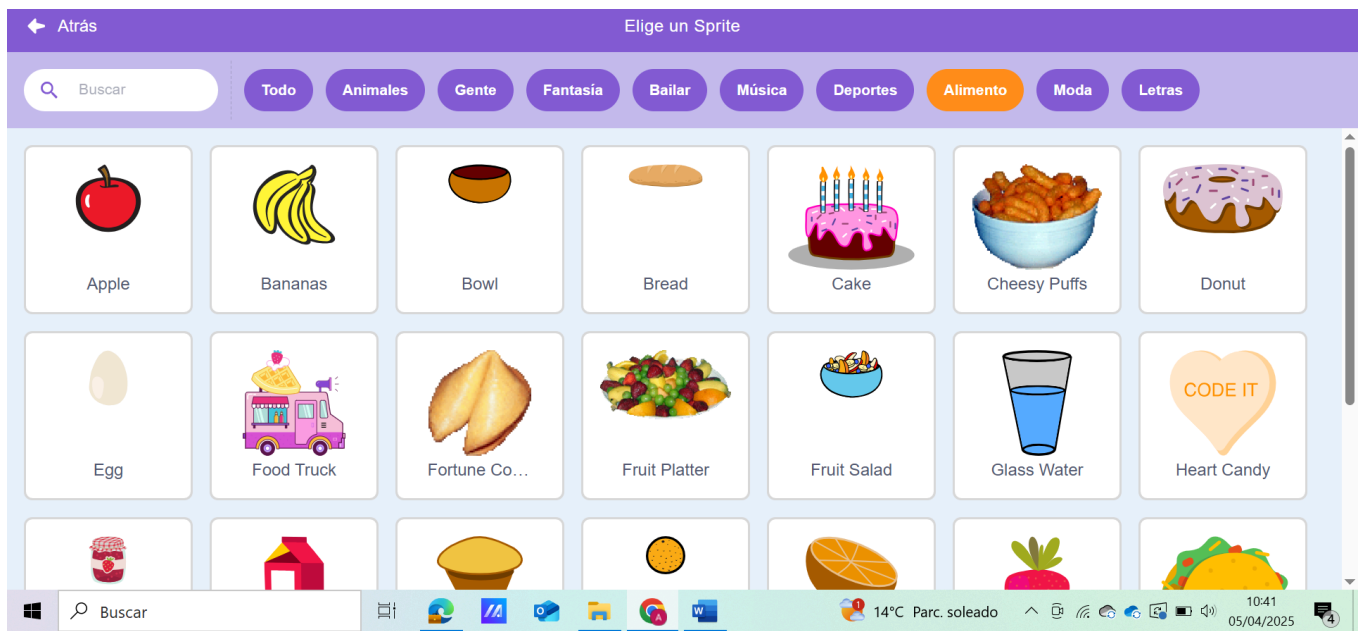 Atrás
Elige un Sprite
Buscar
Todo
Animales
Gente
Fantasía
Bailar
Música
Deportes
Alimento
Moda
Letras
Apple
Bananas
Bowl
Bread
Cake
Cheesy Puffs
Donut
CODE IT
Egg
Food Truck
Fortune Co...
Fruit Platter
Fruit Salad
Glass Water
Heart Candy
Buscar
1
14°C Parc. soleado
10:41
05/04/2025
4